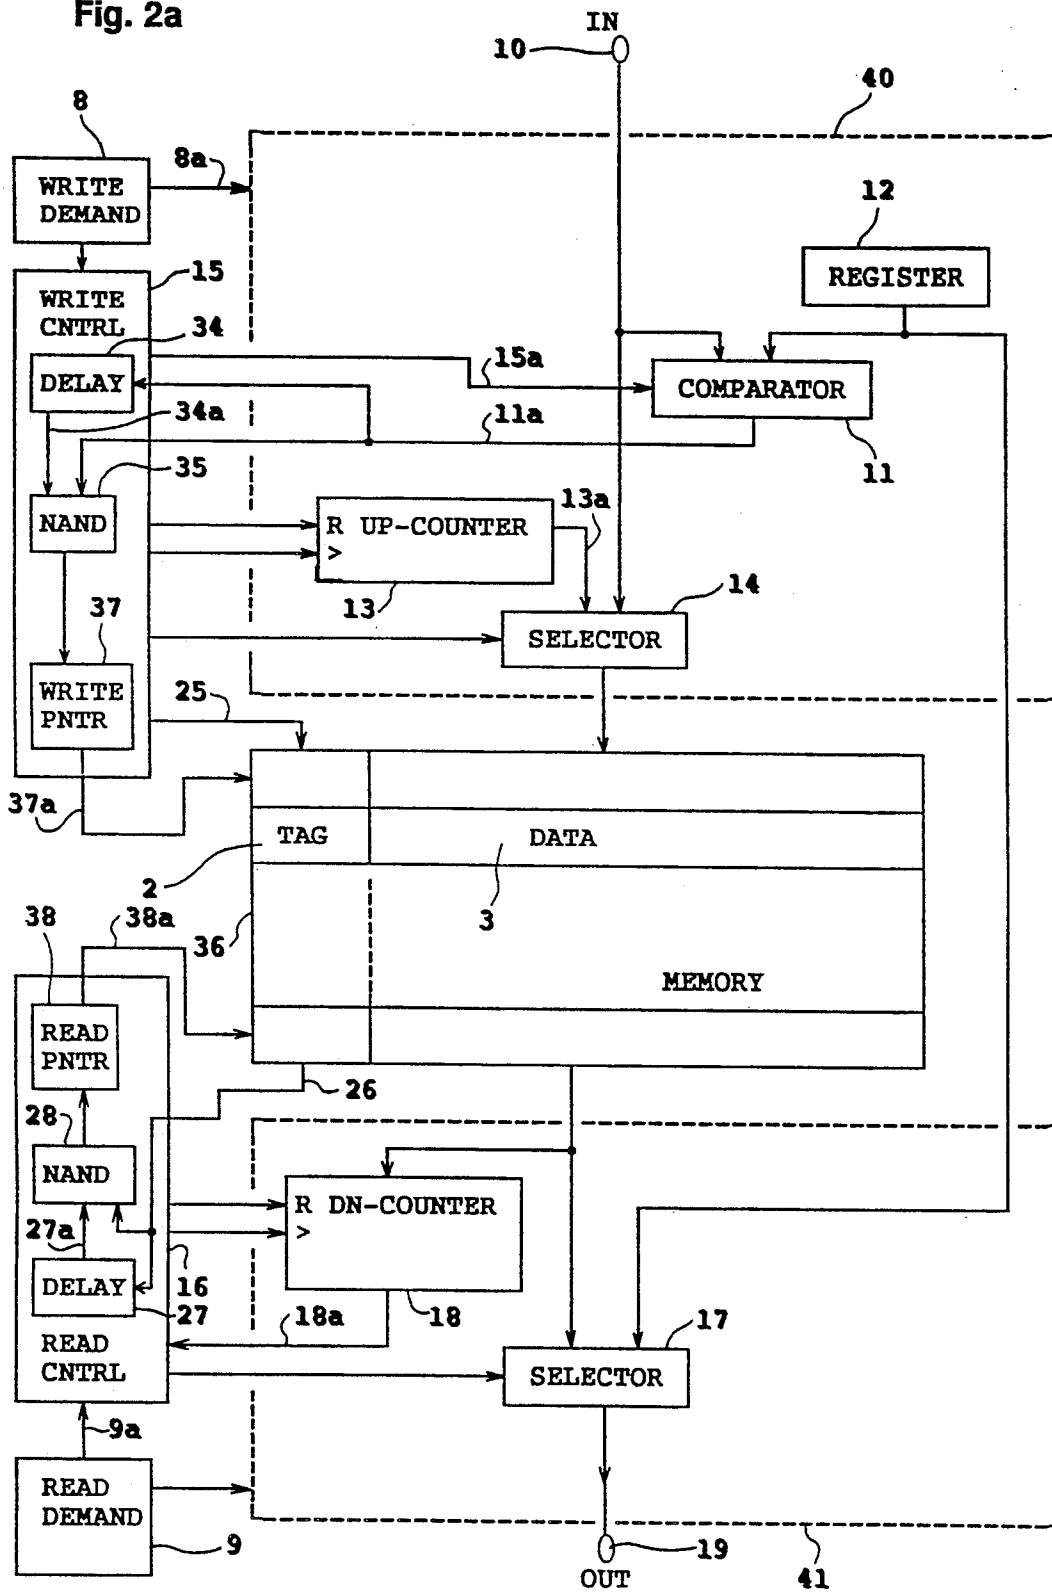 Fig. 2a
IN
10
40
8
8a
WRITE
DEMAND
12
REGISTER
15
WRITE
CNTRL
34
DELAY
15a
COMPARATOR
34a
11a
11
35
NAND
13a
R UP-COUNTER
>
13
14
37
SELECTOR
WRITE
PNTR
25
37a
TAG
DATA
2
3
38
38a
36
MEMORY
READ
PNTR
26
28
NAND
R DN-COUNTER
>
27a
16
DELAY
27
18a
18
17
READ
CNTRL
SELECTOR
9a
READ
DEMAND
9
19
OUT
41